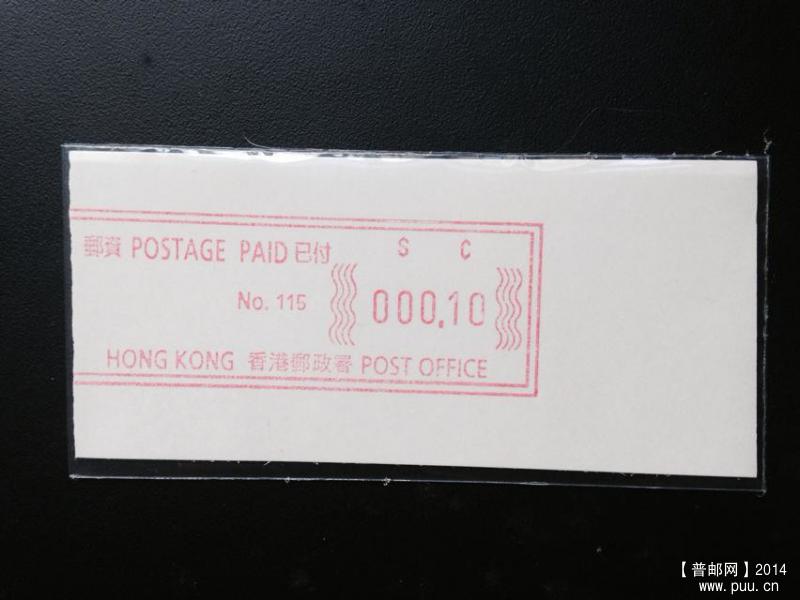 郵資 POSTAGE PAID 已付 $ C
No. 115 000.10
HONG KONG 香港郵政署 POST OFFICE
【普邮网】2014
www.puu.cn